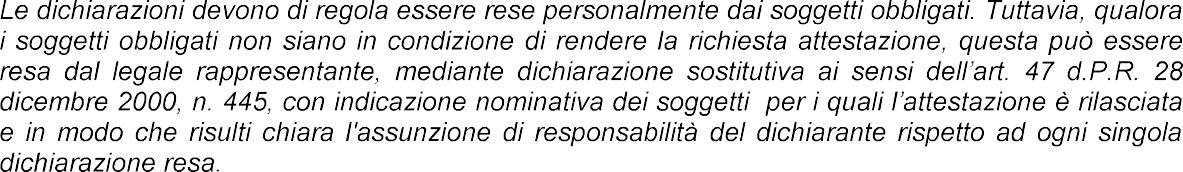 Le dichiarazioni devono di regola essere rese personalmente dai soggetti obbligati. Tuttavia, qualora
i soggetti obbligati non siano in condizione di rendere la richiesta attestazione, questa può essere
resa dal legale rappresentante, mediante dichiarazione sostitutiva ai sensi dell’art. 47 d.P.R. 28
dicembre 2000, n. 445, con indicazione nominativa dei soggetti  per i quali l’attestazione è rilasciata
e in modo che risulti chiara l'assunzione di responsabilità del dichiarante rispetto ad ogni singola
dichiarazione resa.